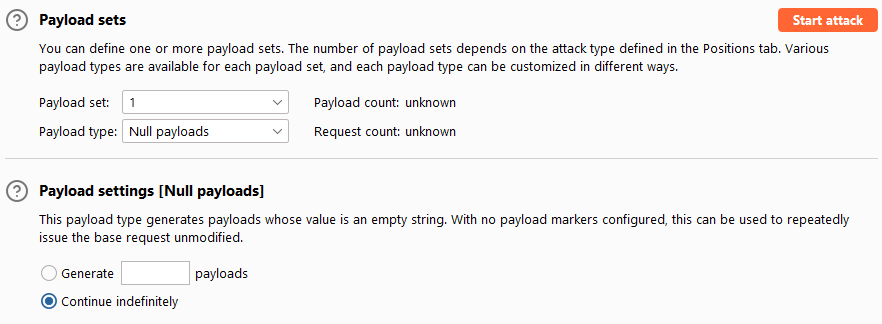 Payload sets
Start attack
You can define one or more payload sets. The number of payload sets depends on the attack type defined in the Positions tab. Various
payload types are available for each payload set, and each payload type can be customized in different ways.
Payload set: 1 Payload count: unknown
Payload type: Null payloads Request count: unknown
Payload settings [Null payloads]
This payload type generates payloads whose value is an empty string. With no payload markers configured, this can be used to repeatedly
issue the base request unmodified.
Generate payloads
Continue indefinitely